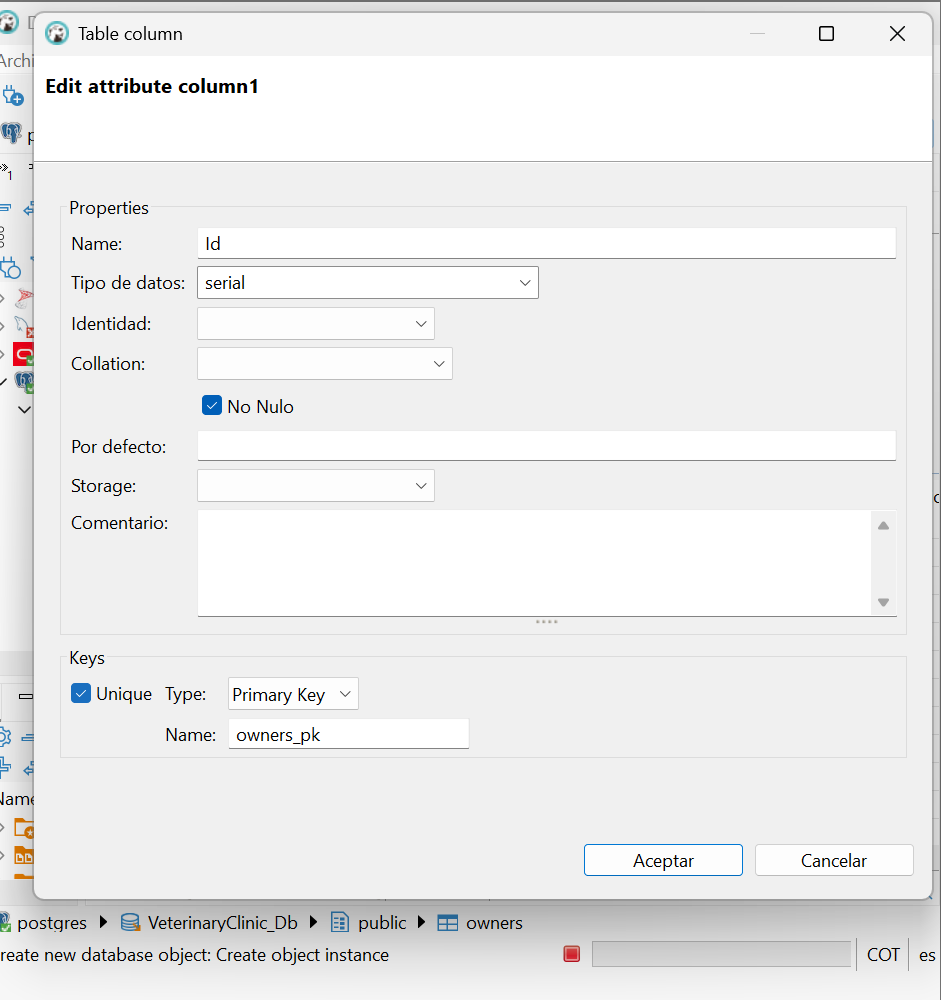 Table column
Edit attribute column1
Archi
Properties
Name: Id
Tipo de datos: serial
Identidad:
Collation:
No Nulo
Por defecto:
Storage:
Comentario:
Keys
Unique Type: Primary Key
Name: owners_pk
Name
Aceptar Cancelar
postgres VeterinaryClinic_Db public owners
reate new database object: Create object instance COT es